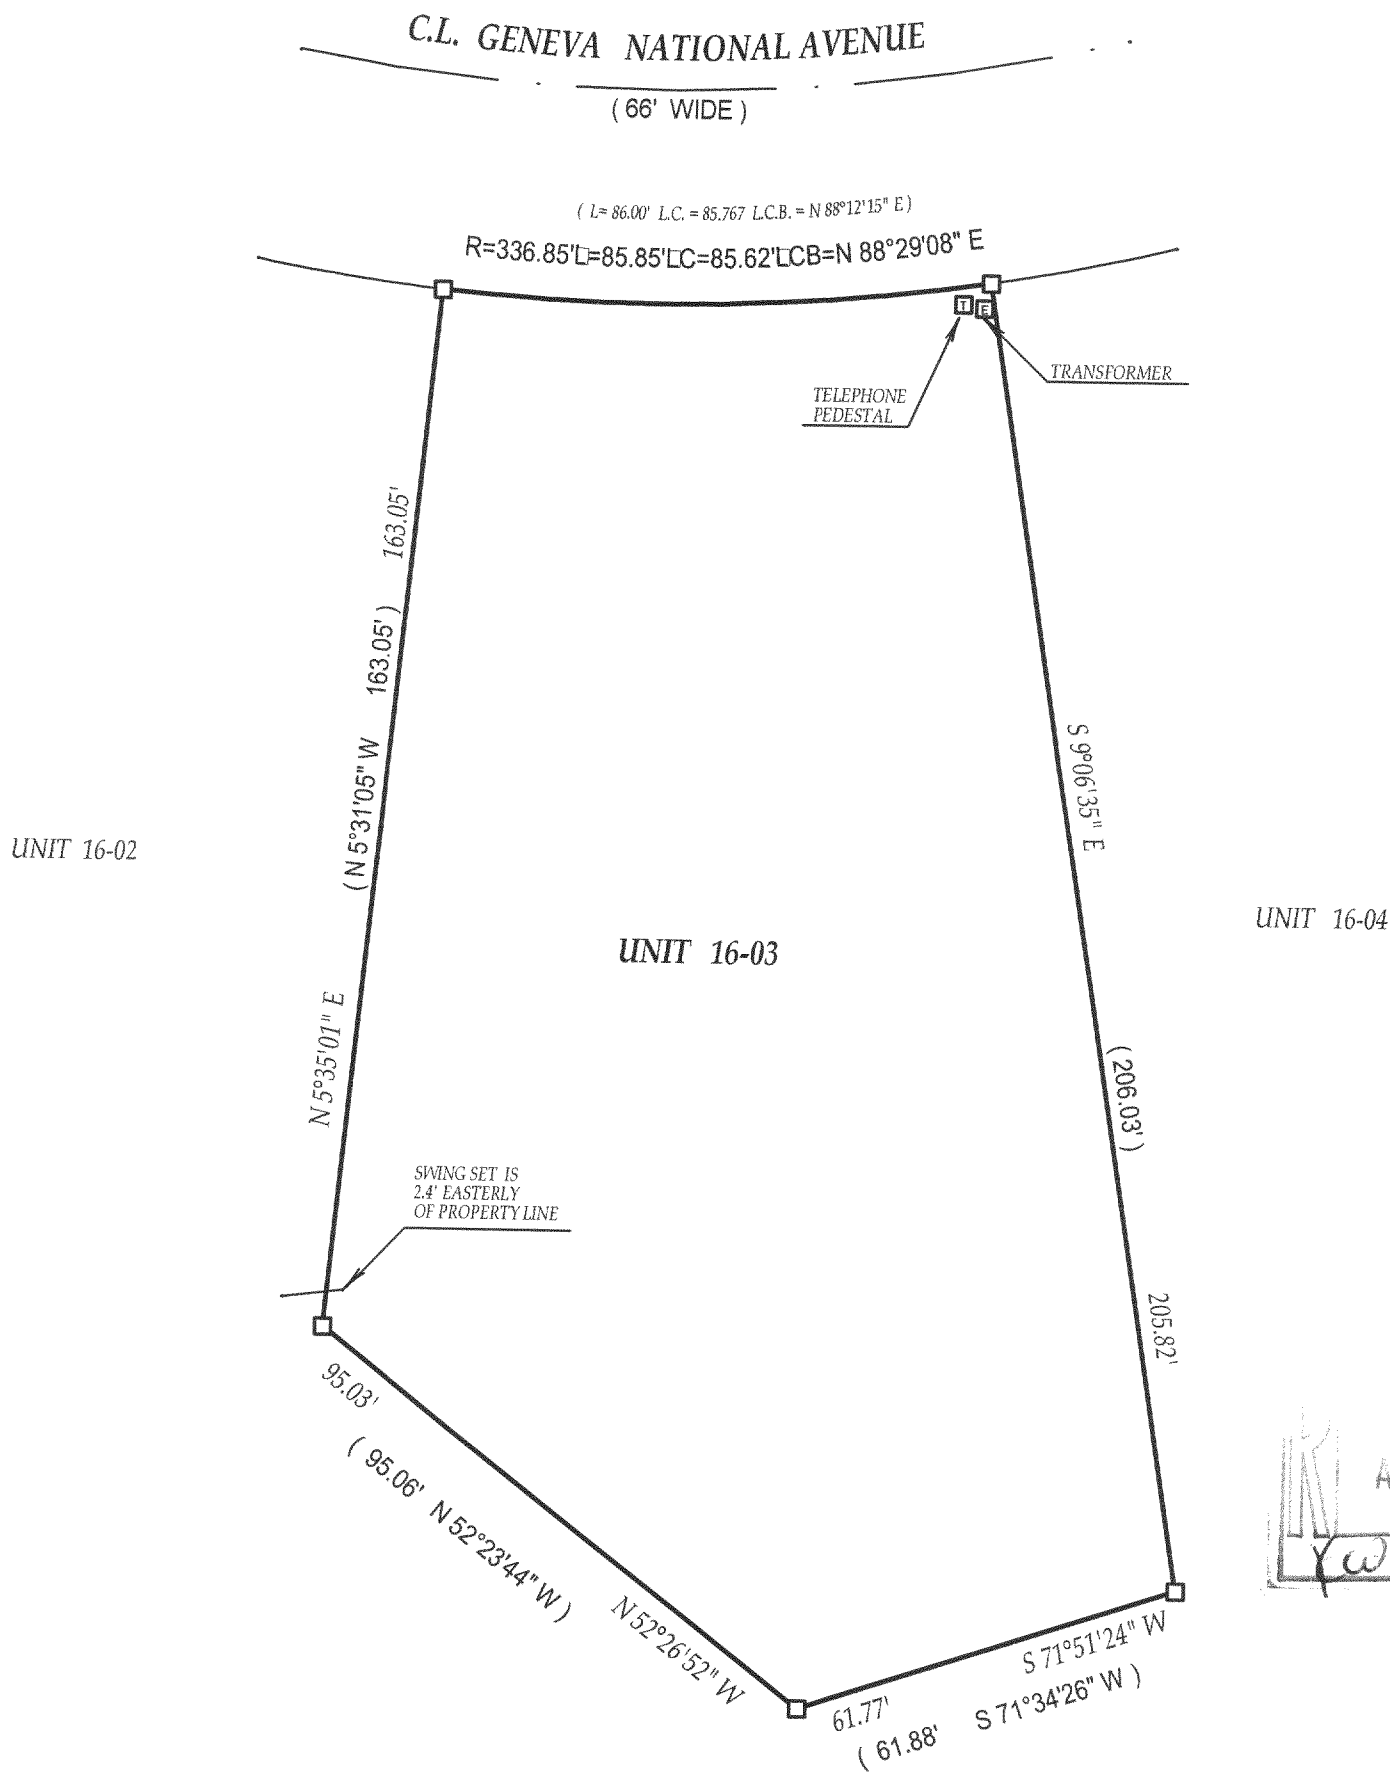 C.L. GENEVA NATIONAL AVENUE
( 66' WIDE )
( L= 86.00' L.C. = 85.767 L.C.B. = N 88°12'15" E )
R=336.85'L=85.85'LC=85.62'LCB=N 88°29'08" E
T E
TRANSFORMER
TELEPHONE
PEDESTAL
163.05'
( N 5°31'05" W 163.05' )
N 5°35'01" E
S 9°06'35" E
( 206.03' )
205.82'
UNIT 16-02
UNIT 16-03
UNIT 16-04
SWING SET IS
2.4' EASTERLY
OF PROPERTY LINE
95.03'
( 95.06' N 52°23'44" W )
N 52°26'52" W
S 71°51'24" W
61.77'
( 61.88' S 71°34'26" W )